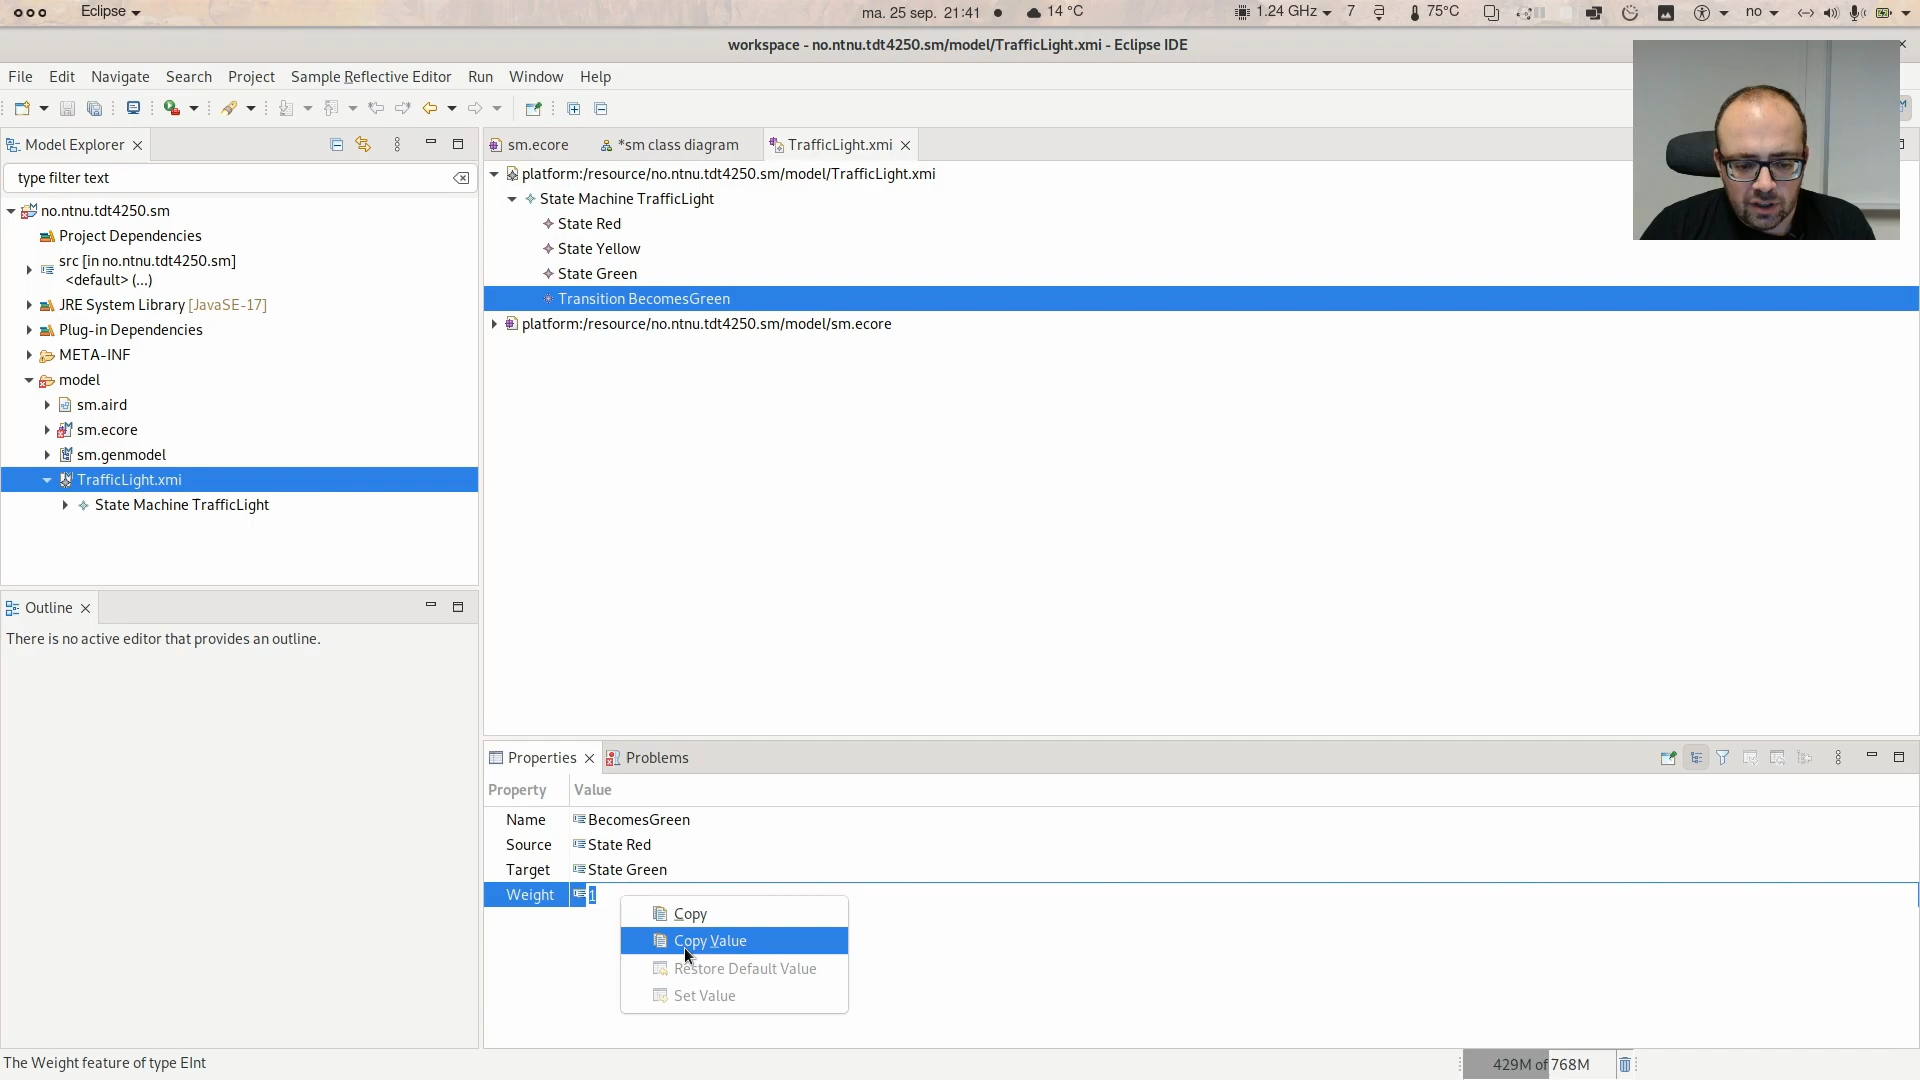 Eclipse
ma. 25 sep. 21:41
14 °C
1.24 GHz
7
75°C
no
workspace - no.ntnu.tdt4250.sm/model/TrafficLight.xmi - Eclipse IDE
File Edit Navigate Search Project Sample Reflective Editor Run Window Help
Model Explorer
type filter text
no.ntnu.tdt4250.sm
Project Dependencies
src [in no.ntnu.tdt4250.sm]
<default> (...)
JRE System Library [JavaSE-17]
Plug-in Dependencies
META-INF
model
sm.aird
sm.ecore
sm.genmodel
TrafficLight.xmi
State Machine TrafficLight
Outline
There is no active editor that provides an outline.
sm.ecore
*sm class diagram
TrafficLight.xmi
platform:/resource/no.ntnu.tdt4250.sm/model/TrafficLight.xmi
State Machine TrafficLight
State Red
State Yellow
State Green
Transition BecomesGreen
platform:/resource/no.ntnu.tdt4250.sm/model/sm.ecore
Properties
Problems
Property Value
Name BecomesGreen
Source State Red
Target State Green
Weight 1
Copy
Copy Value
Restore Default Value
Set Value
The Weight feature of type EInt
429M of 768M